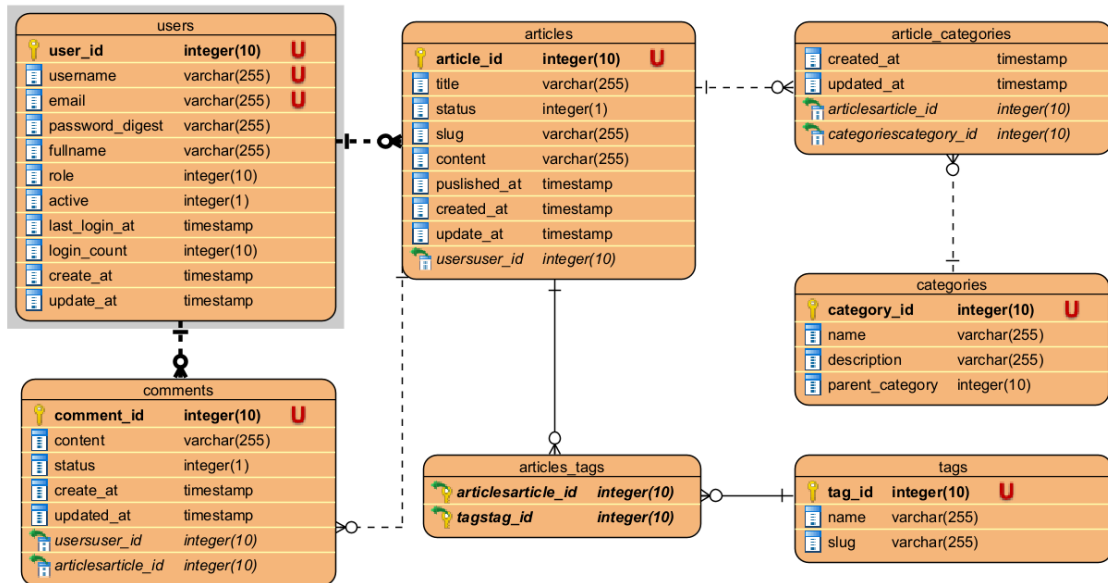 users
user_id integer(10) U
username varchar(255) U
email varchar(255) U
password_digest varchar(255)
fullname varchar(255)
role integer(10)
active integer(1)
last_login_at timestamp
login_count integer(10)
create_at timestamp
update_at timestamp
articles
article_id integer(10) U
title varchar(255)
status integer(1)
slug varchar(255)
content varchar(255)
puslished_at timestamp
created_at timestamp
update_at timestamp
usersuser_id integer(10)
article_categories
created_at timestamp
updated_at timestamp
articlesarticle_id integer(10)
categoriescategory_id integer(10)
categories
category_id integer(10) U
name varchar(255)
description varchar(255)
parent_category integer(10)
comments
comment_id integer(10) U
content varchar(255)
status integer(1)
create_at timestamp
updated_at timestamp
usersuser_id integer(10)
articlesarticle_id integer(10)
articles_tags
articlesarticle_id integer(10)
tagstag_id integer(10)
tags
tag_id integer(10) U
name varchar(255)
slug varchar(255)